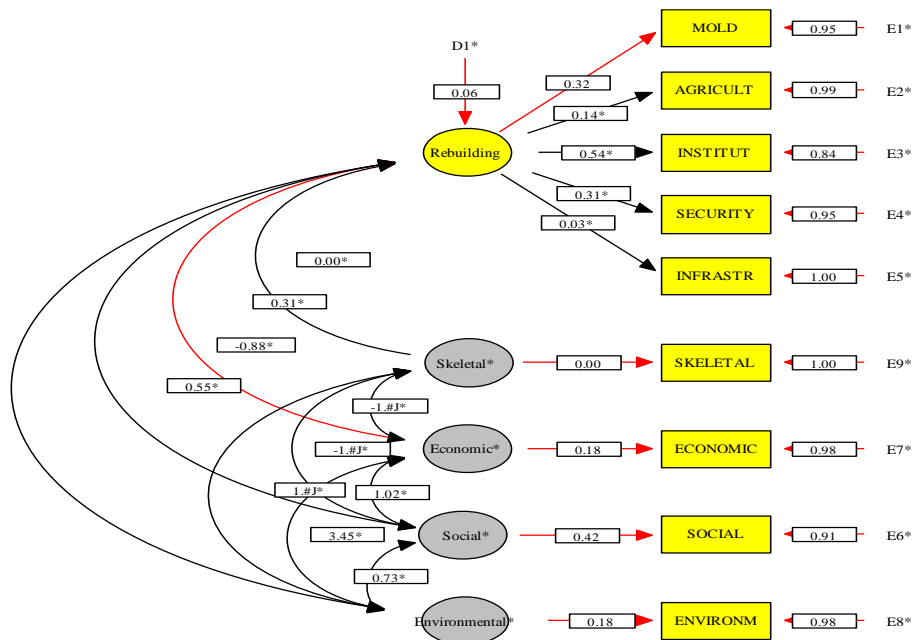 MOLD 0.95 E1*
D1*
0.06
0.32
AGRICULT 0.99 E2*
0.14*
Rebuilding 0.54* INSTITUT 0.84 E3*
0.31* SECURITY 0.95 E4*
0.03*
0.00* INFRASTR 1.00 E5*
0.31*
-0.88*
Skeletal* 0.00 SKELETAL 1.00 E9*
0.55*
-1.#J*
-1.#J* Economic* 0.18 ECONOMIC 0.98 E7*
1.#J* 1.02*
3.45* Social* 0.42 SOCIAL 0.91 E6*
0.73*
Environmental* 0.18 ENVIRONM 0.98 E8*